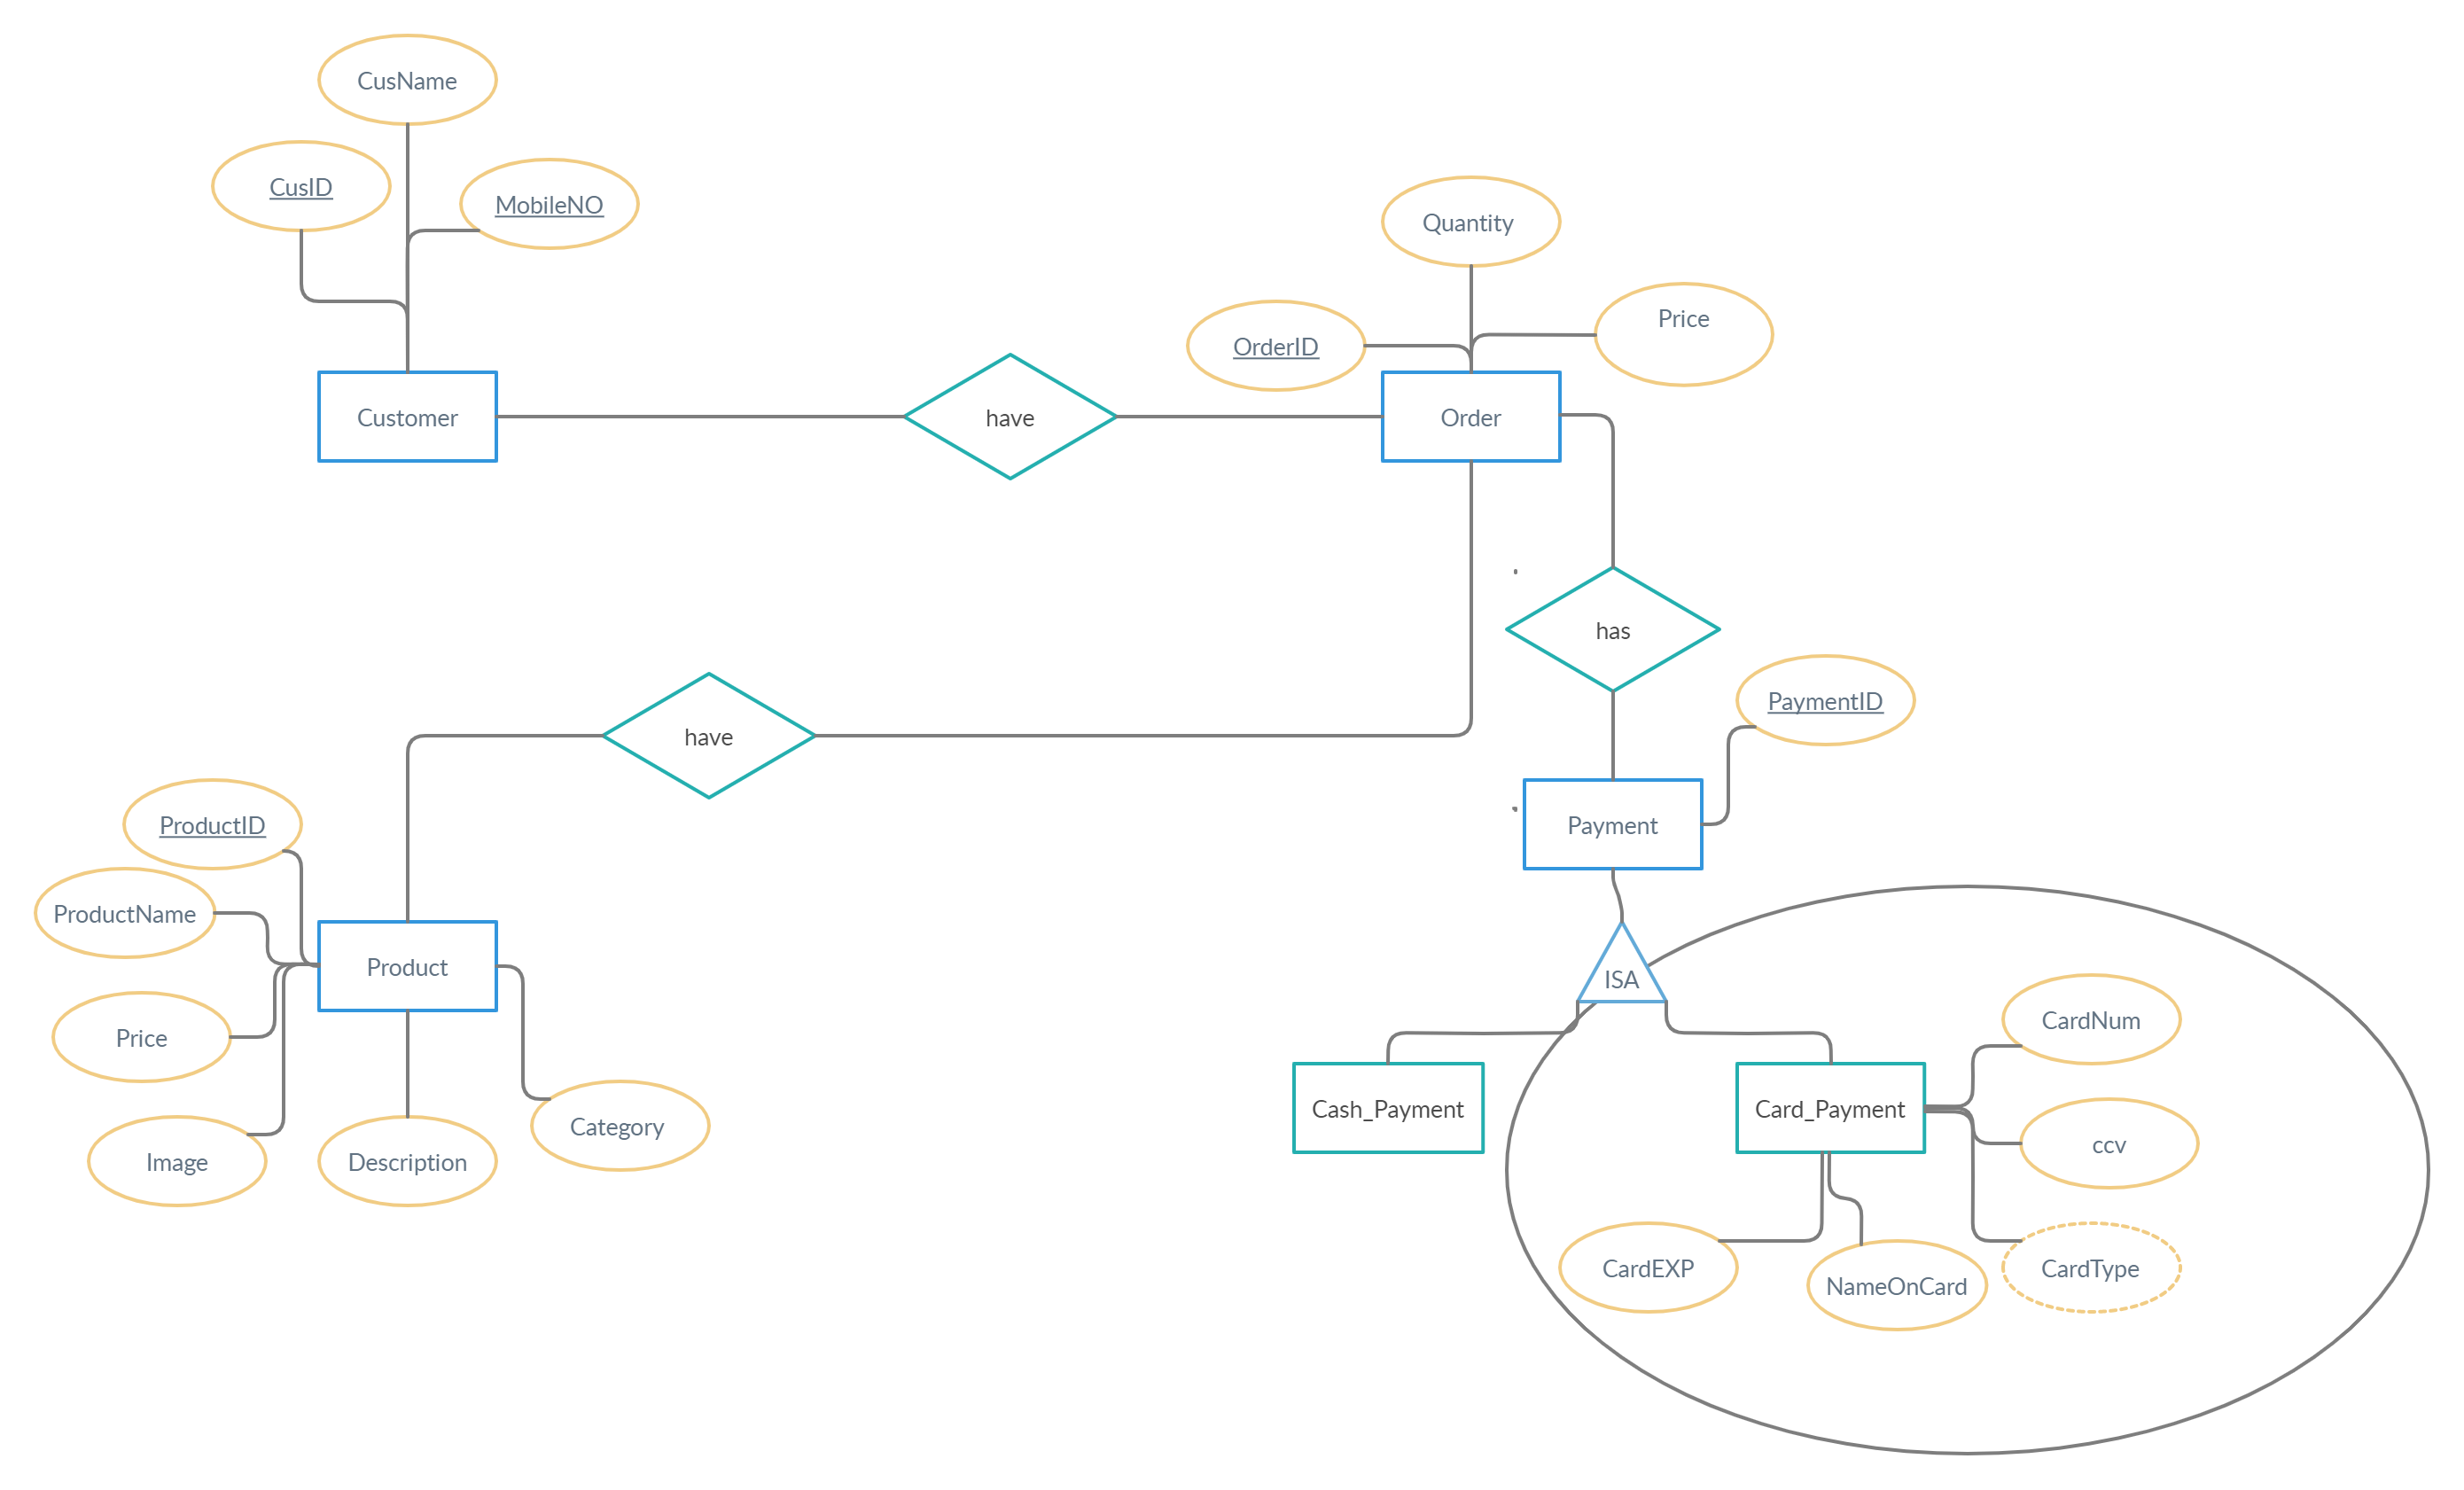 CusName
CusID
MobileNO
Quantity
Price
OrderID
Customer
have
Order
has
PaymentID
have
Payment
ProductID
ProductName
Product
ISA
Price
CardNum
Category
Cash_Payment
Card_Payment
ccv
Image
Description
CardEXP
NameOnCard
CardType